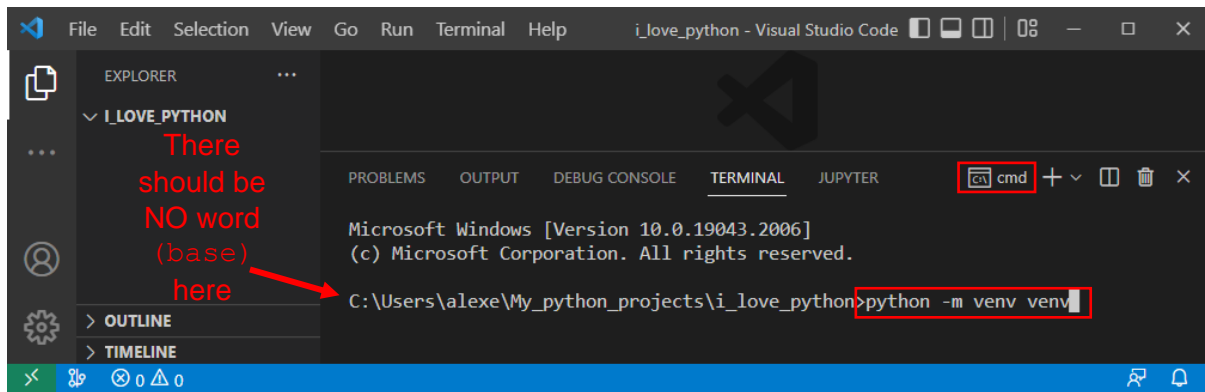 File Edit Selection View Go Run Terminal Help i_love_python - Visual Studio Code
EXPLORER
I_LOVE_PYTHON
There
should be
NO word
(base)
here
OUTLINE
TIMELINE
PROBLEMS OUTPUT DEBUG CONSOLE TERMINAL JUPYTER cmd
Microsoft Windows [Version 10.0.19043.2006]
(c) Microsoft Corporation. All rights reserved.
C:\Users\alexe\My_python_projects\i_love_python>python -m venv venv
0 0